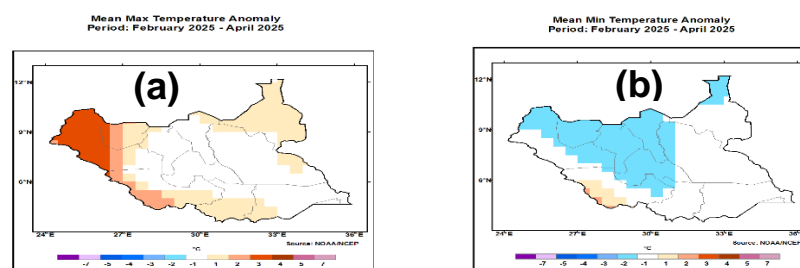 Mean Max Temperature Anomaly
Period: February 2025 - April 2025
(a)
12°N
9°N
6°N
24°E 27°E 30°E 33°E 36°E
°C
Source: NOAA/NCEP
-7 -5 -4 -3 -2 -1 1 2 3 4 5 7
Mean Min Temperature Anomaly
Period: February 2025 - April 2025
(b)
12°N
9°N
6°N
24°E 27°E 30°E 33°E 36°E
°C
Source: NOAA/NCEP
-7 -5 -4 -3 -2 -1 1 2 3 4 5 7